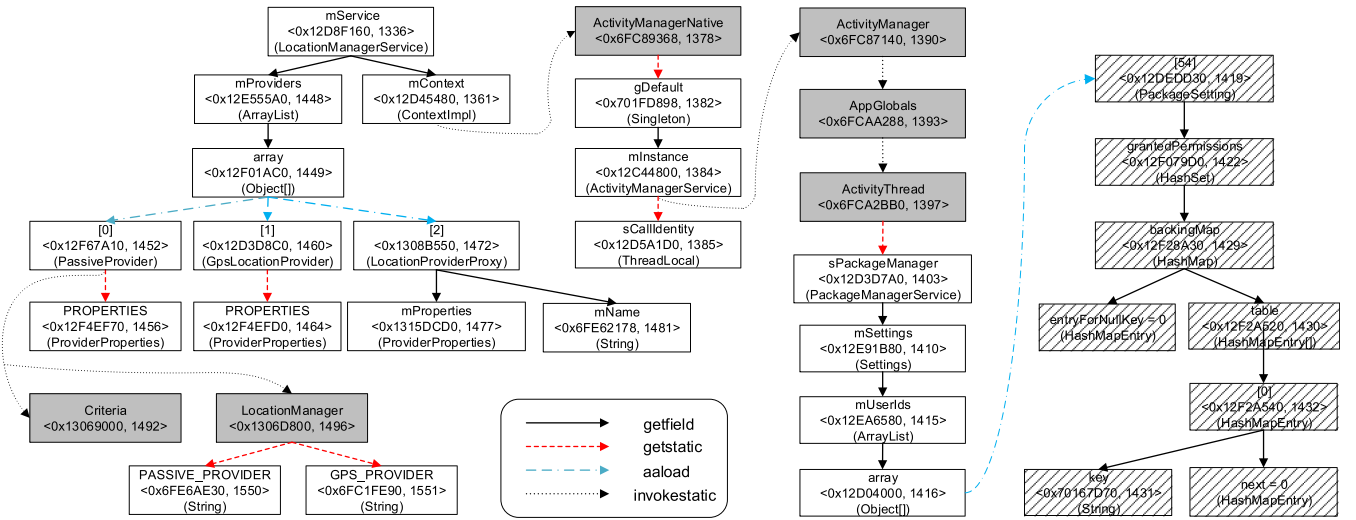 mService
<0x12D8F160, 1336>
(LocationManagerService)
mProviders
<0x12E555A0, 1448>
(ArrayList)
mContext
<0x12D45480, 1361>
(ContextImpl)
array
<0x12F01AC0, 1449>
(Object[])
[0]
<0x12F67A10, 1452>
(PassiveProvider)
[1]
<0x12D3D8C0, 1460>
(GpsLocationProvider)
[2]
<0x1308B550, 1472>
(LocationProviderProxy)
PROPERTIES
<0x12F4EF70, 1456>
(ProviderProperties)
PROPERTIES
<0x12F4EFD0, 1464>
(ProviderProperties)
mProperties
<0x1315DCD0, 1477>
(ProviderProperties)
mName
<0x6FE62178, 1481>
(String)
Criteria
<0x13069000, 1492>
LocationManager
<0x1306D800, 1496>
PASSIVE_PROVIDER
<0x6FE6AE30, 1550>
(String)
GPS_PROVIDER
<0x6FC1FE90, 1551>
(String)
ActivityManagerNative
<0x6FC89368, 1378>
gDefault
<0x701FD898, 1382>
(Singleton)
mInstance
<0x12C44800, 1384>
(ActivityManagerService)
sCallIdentity
<0x12D5A1D0, 1385>
(ThreadLocal)
getfield
getstatic
aaload
invokestatic
ActivityManager
<0x6FC87140, 1390>
AppGlobals
<0x6FCAA288, 1393>
ActivityThread
<0x6FCA2BB0, 1397>
sPackageManager
<0x12D3D7A0, 1403>
(PackageManagerService)
mSettings
<0x12E91B80, 1410>
(Settings)
mUserIds
<0x12EA6580, 1415>
(ArrayList)
array
<0x12D04000, 1416>
(Object[])
[54]
<0x12DEDD30, 1419>
(PackageSetting)
grantedPermissions
<0x12F079D0, 1422>
(HashSet)
backingMap
<0x12F28A30, 1429>
(HashMap)
entryForNullKey = 0
(HashMapEntry)
table
<0x12F2A520, 1430>
(HashMapEntry[])
[0]
<0x12F2A540, 1432>
(HashMapEntry)
key
<0x70167D70, 1431>
(String)
next = 0
(HashMapEntry)